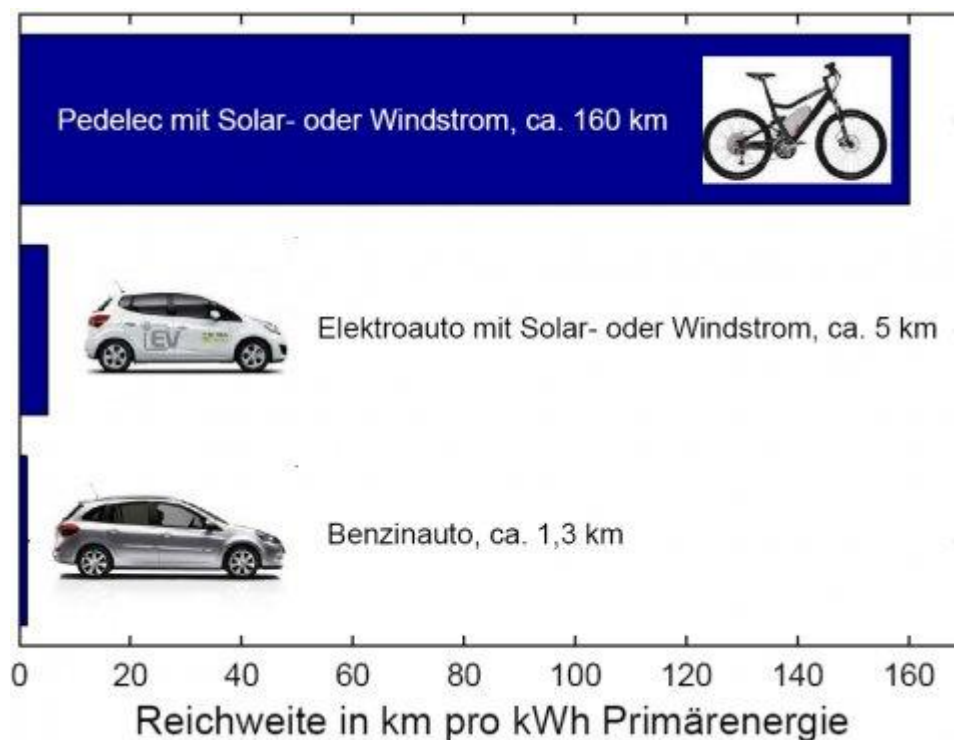 Pedelec mit Solar- oder Windstrom, ca. 160 km
EV
Elektroauto mit Solar- oder Windstrom, ca. 5 km
Benzinauto, ca. 1,3 km
0 20 40 60 80 100 120 140 160
Reichweite in km pro kWh Primärenergie